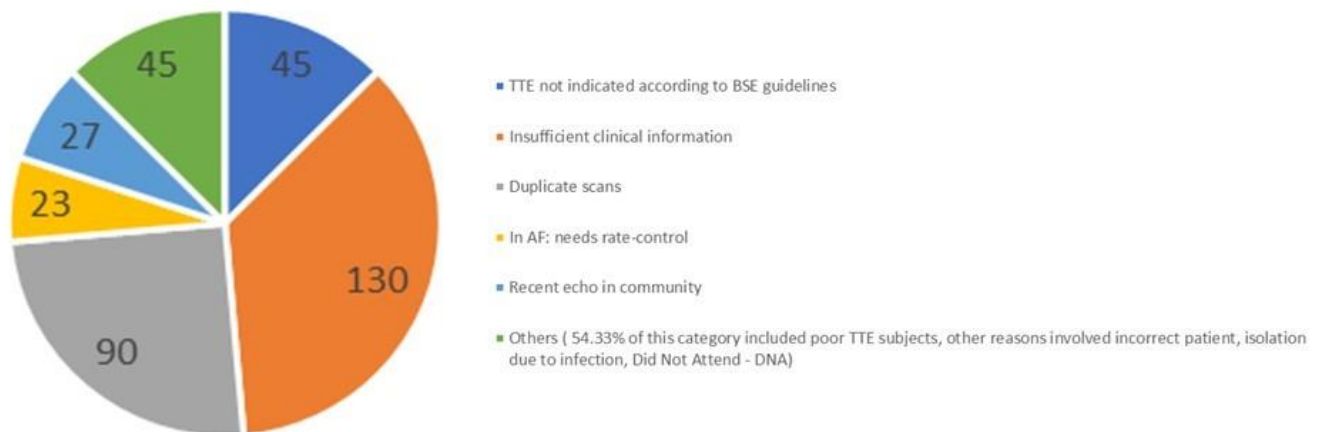 45
45
27
23
130
90
TTE not indicated according to BSE guidelines
Insufficient clinical information
Duplicate scans
In AF: needs rate-control
Recent echo in community
Others ( 54.33% of this category included poor TTE subjects, other reasons involved incorrect patient, isolation
due to infection, Did Not Attend - DNA)